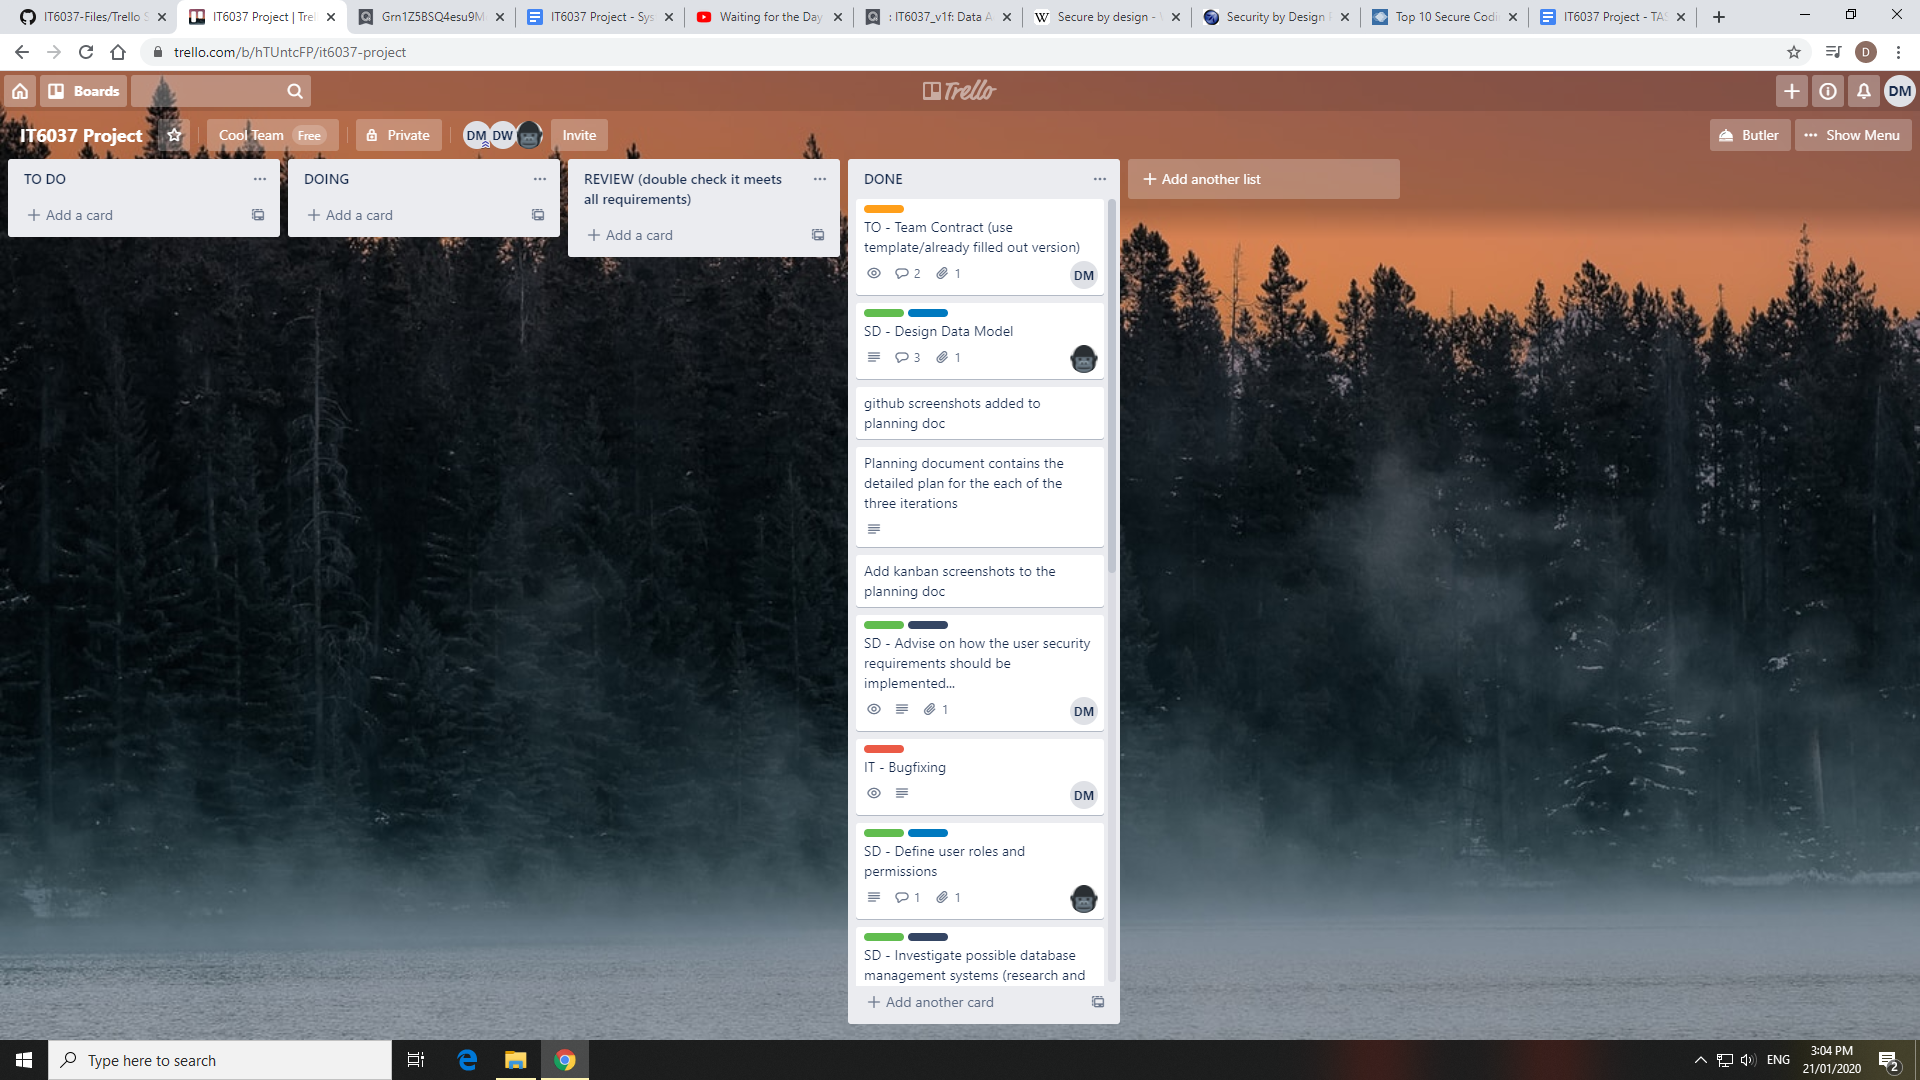 IT6037-Files/Trello S
IT6037 Project | Trel
Grn1Z5BSQ4esu9M
IT6037 Project - Sys
Waiting for the Day
: IT6037_v1f: Data A
Secure by design -
Security by Design
Top 10 Secure Codi
IT6037 Project - TAS
trello.com/b/hTUntcFP/it6037-project
D
Boards
Trello
DM
IT6037 Project
Cool Team Free
Private
DM DW
Invite
Butler
Show Menu
TO DO
Add a card
DOING
Add a card
REVIEW (double check it meets
all requirements)
Add a card
DONE
TO - Team Contract (use
template/already filled out version)
2 1
DM
SD - Design Data Model
3 1
github screenshots added to
planning doc
Planning document contains the
detailed plan for the each of the
three iterations
Add kanban screenshots to the
planning doc
SD - Advise on how the user security
requirements should be
implemented...
1
DM
IT - Bugfixing
DM
SD - Define user roles and
permissions
1 1
SD - Investigate possible database
management systems (research and
Add another card
Add another list
Type here to search
ENG
3:04 PM
21/01/2020
2